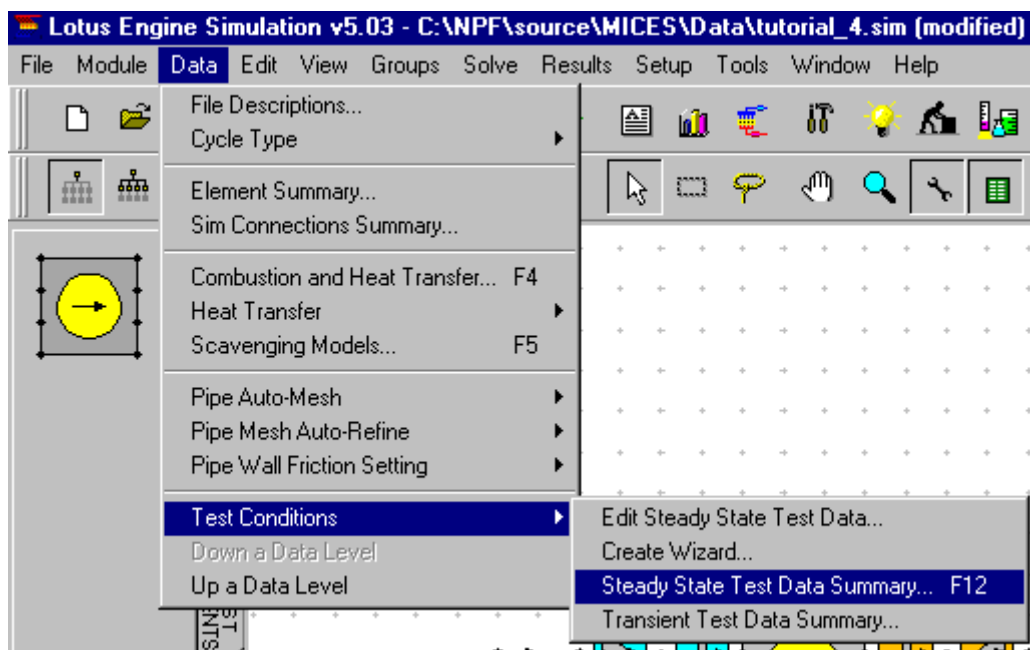 Lotus Engine Simulation v5.03 - C:\NPF\source\MICES\Data\tutorial_4.sim (modified)
File Module Data Edit View Groups Solve Results Setup Tools Window Help
File Descriptions...
Cycle Type
Element Summary...
Sim Connections Summary...
Combustion and Heat Transfer... F4
Heat Transfer
Scavenging Models... F5
Pipe Auto-Mesh
Pipe Mesh Auto-Refine
Pipe Wall Friction Setting
Test Conditions
Down a Data Level
Up a Data Level
Edit Steady State Test Data...
Create Wizard...
Steady State Test Data Summary... F12
Transient Test Data Summary...